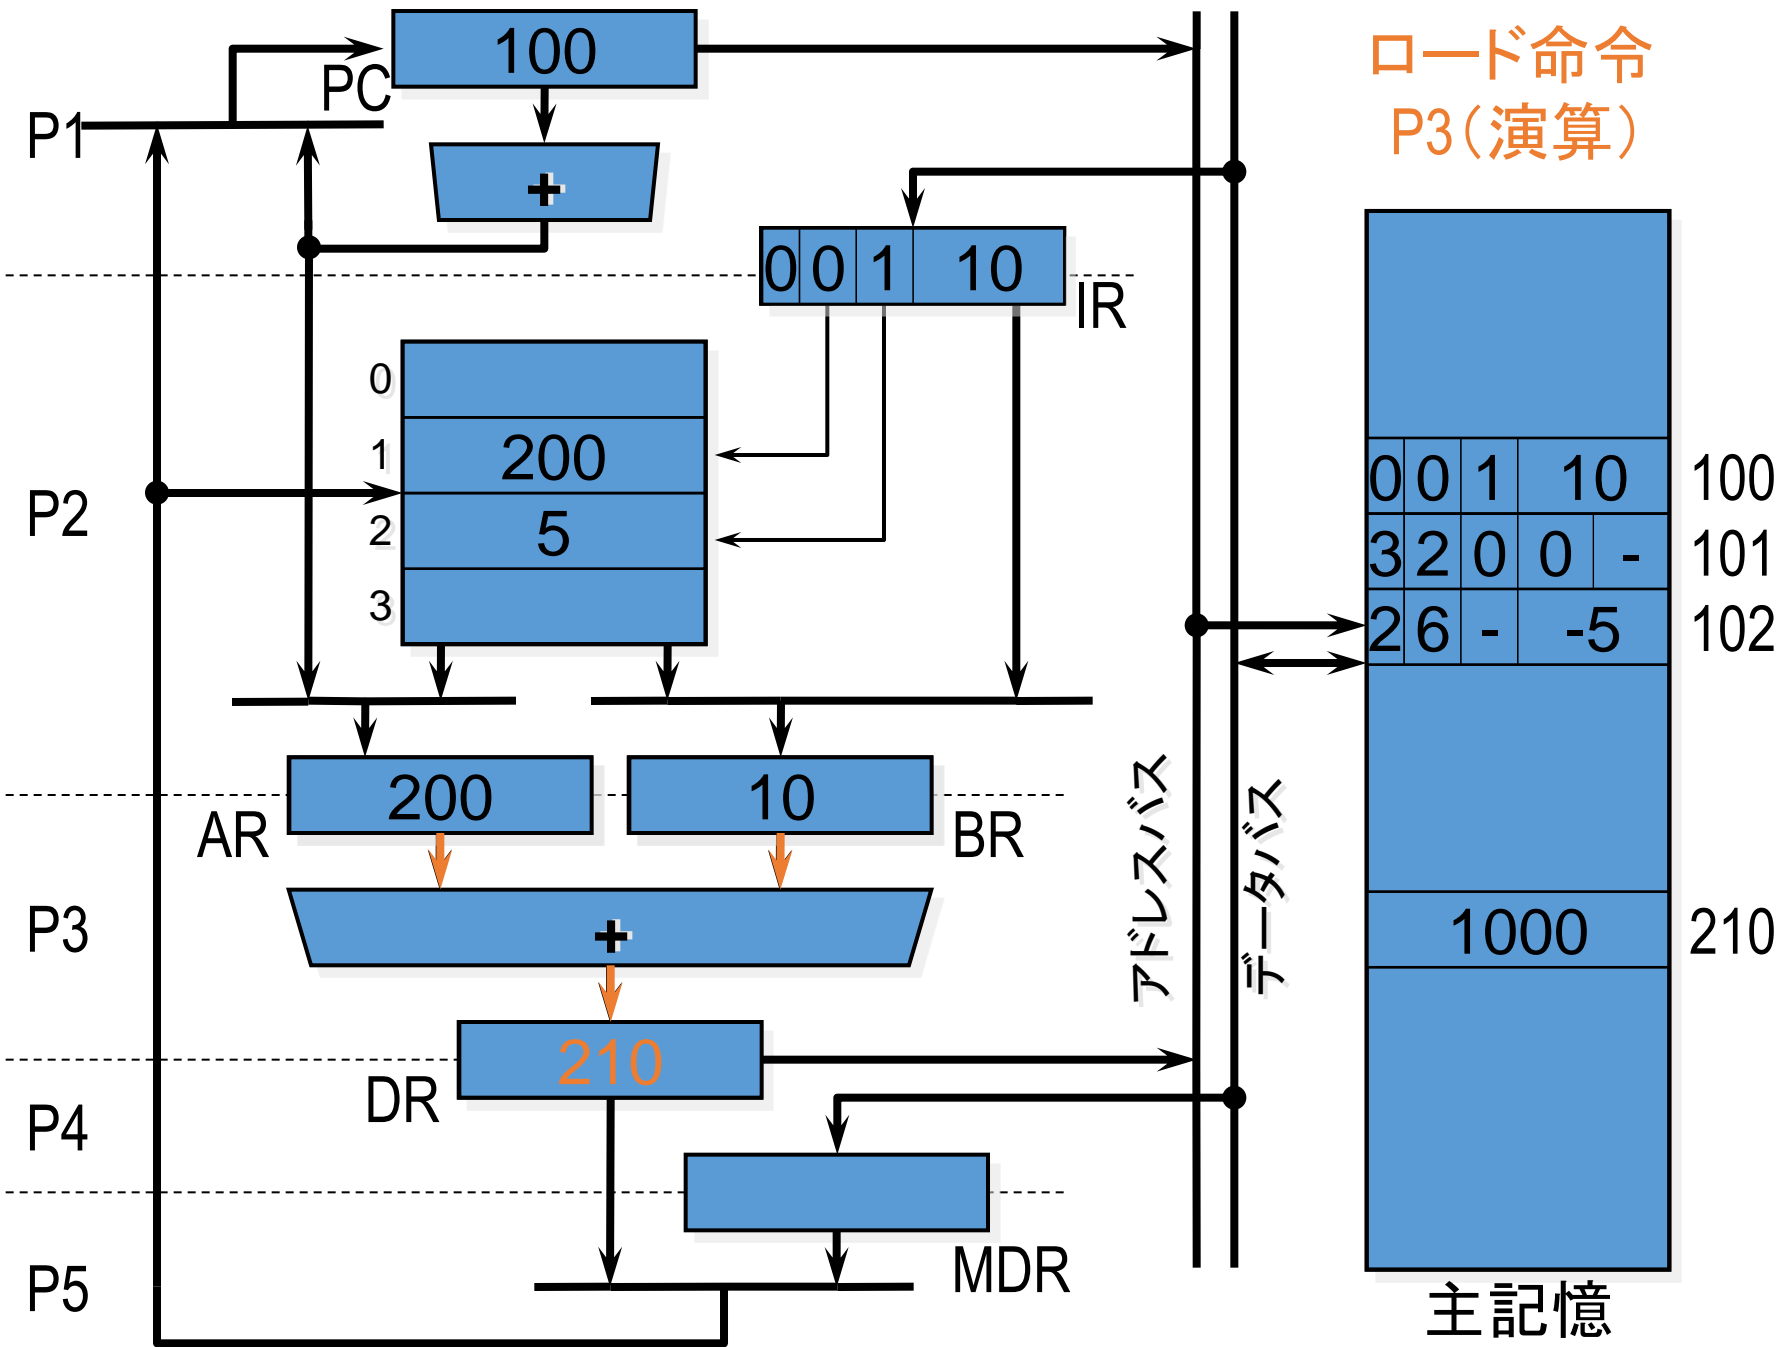 100
ロード命令
PC
P3(演算)
P1
+
0 0 1 10
IR
0
1 200
2 5
3
P2
0 0 1 10 100
3 2 0 0 - 101
2 6 - -5 102
200 10
AR BR
アドレスバス
データバス
P3
+
1000 210
210
DR
P4
MDR
P5
主記憶